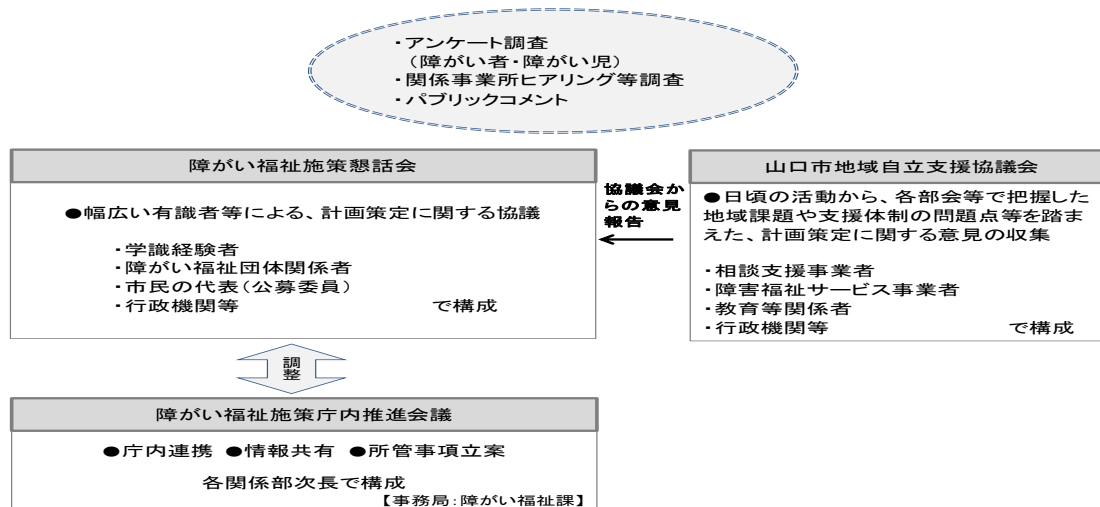 ・アンケート調査
（障がい者・障がい児）
・関係事業所ヒアリング等調査
・パブリックコメント
障がい福祉施策懇話会
●幅広い有識者等による、計画策定に関する協議
・学識経験者
・障がい福祉団体関係者
・市民の代表（公募委員）
・行政機関等　　　　　　　　で構成
協議会か
らの意見
報告
山口市地域自立支援協議会
●日頃の活動から、各部会等で把握した
地域課題や支援体制の問題点等を踏ま
えた、計画策定に関する意見の収集
・相談支援事業者
・障害福祉サービス事業者
・教育等関係者
・行政機関等　　　　　　　　で構成
調
整
障がい福祉施策庁内推進会議
●庁内連携 ●情報共有 ●所管事項立案
各関係部次長で構成
【事務局：障がい福祉課】